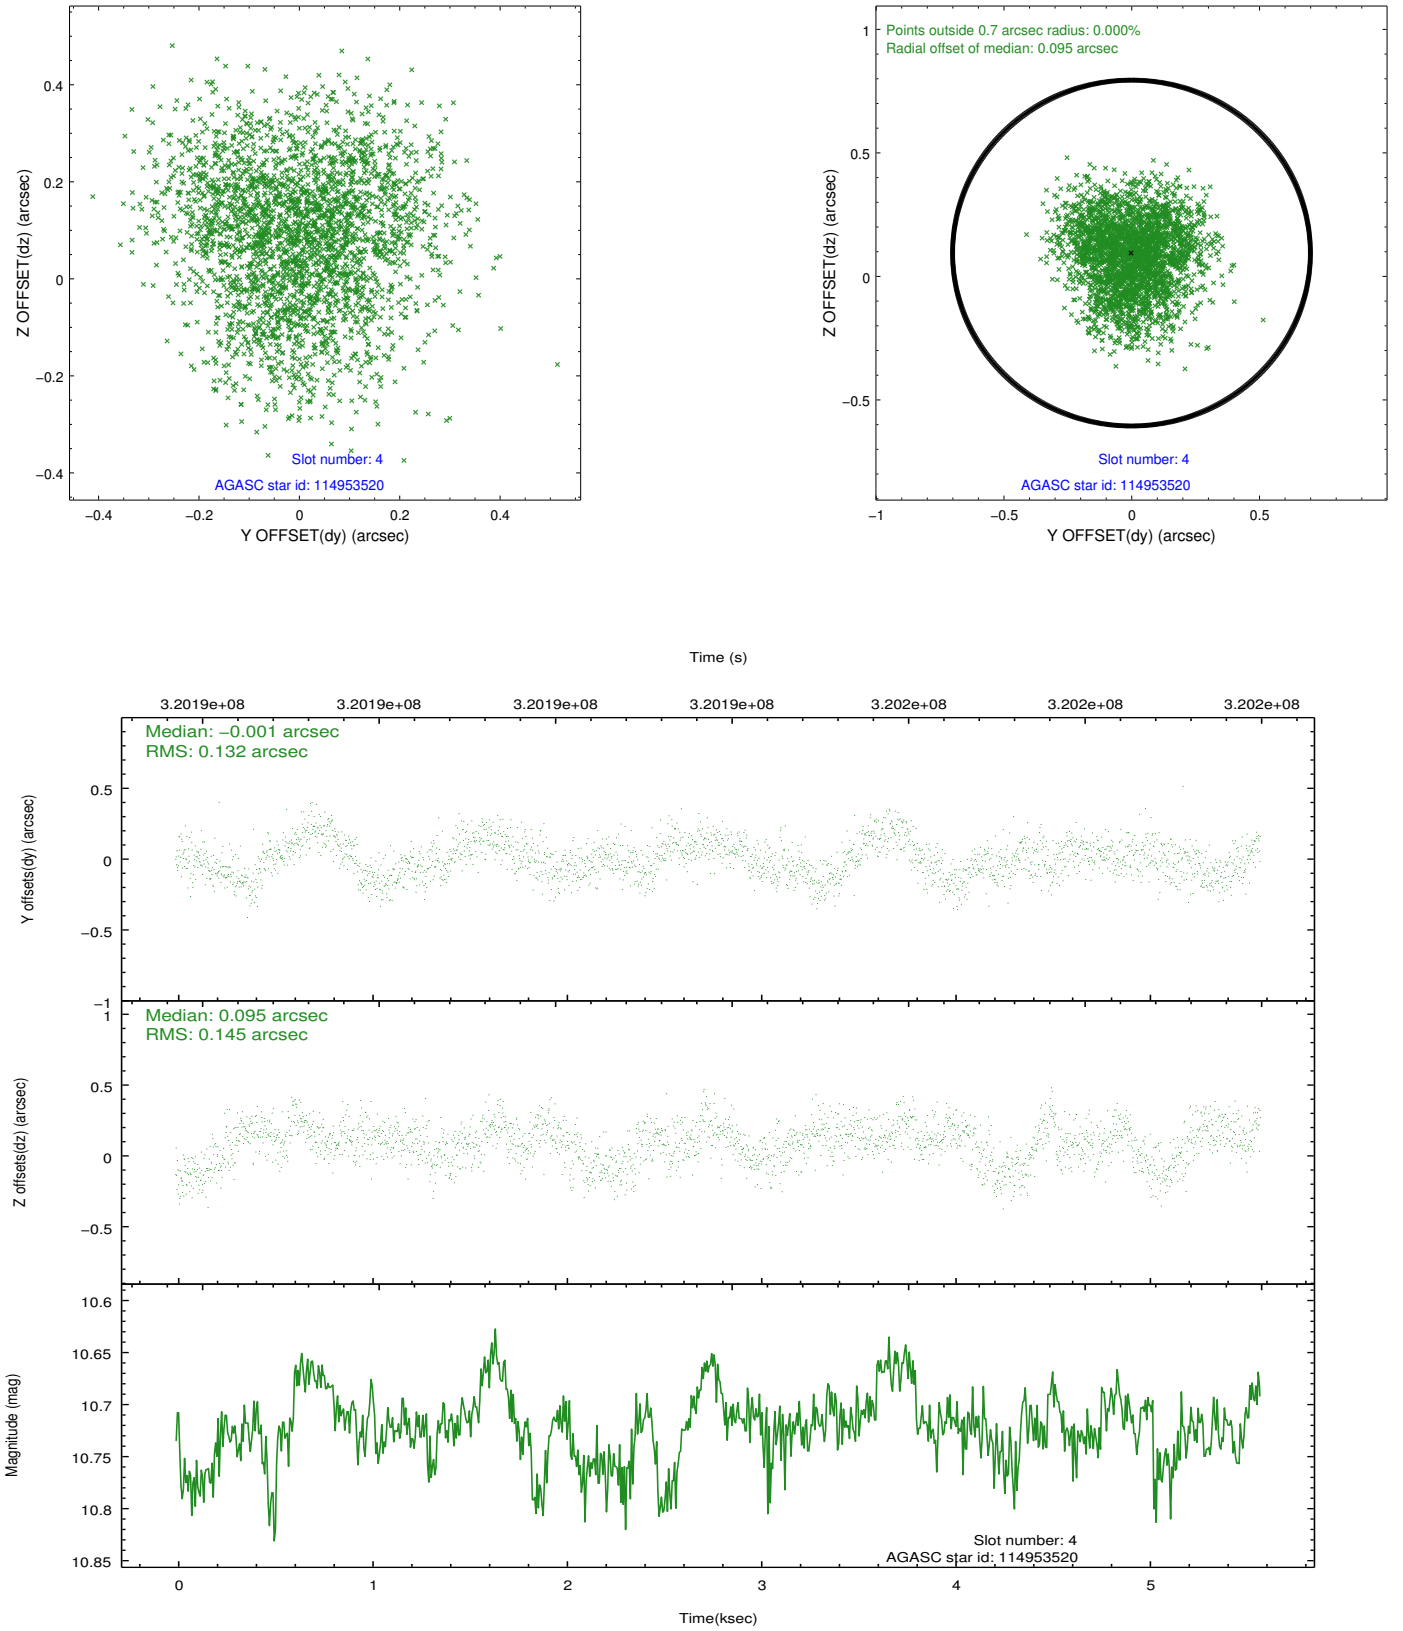 0.4
0.2
0
−0.2
−0.4
Z OFFSET(dz) (arcsec)
Slot number: 4
AGASC star id: 114953520
−0.4 −0.2 0 0.2 0.4
Y OFFSET(dy) (arcsec)
Points outside 0.7 arcsec radius: 0.000%
Radial offset of median: 0.095 arcsec
1
0.5
0
−0.5
Z OFFSET(dz) (arcsec)
Slot number: 4
AGASC star id: 114953520
−1 −0.5 0 0.5
Y OFFSET(dy) (arcsec)
Time (s)
3.2019e+08 3.2019e+08 3.2019e+08 3.2019e+08 3.202e+08 3.202e+08 3.202e+08
Median: −0.001 arcsec
RMS: 0.132 arcsec
0.5
0
−0.5
−1
Y offsets(dy) (arcsec)
Median: 0.095 arcsec
RMS: 0.145 arcsec
1
0.5
0
−0.5
Z offsets(dz) (arcsec)
10.6
10.65
10.7
10.75
10.8
10.85
Magnitude (mag)
Slot number: 4
AGASC star id: 114953520
0 1 2 3 4 5
Time(ksec)